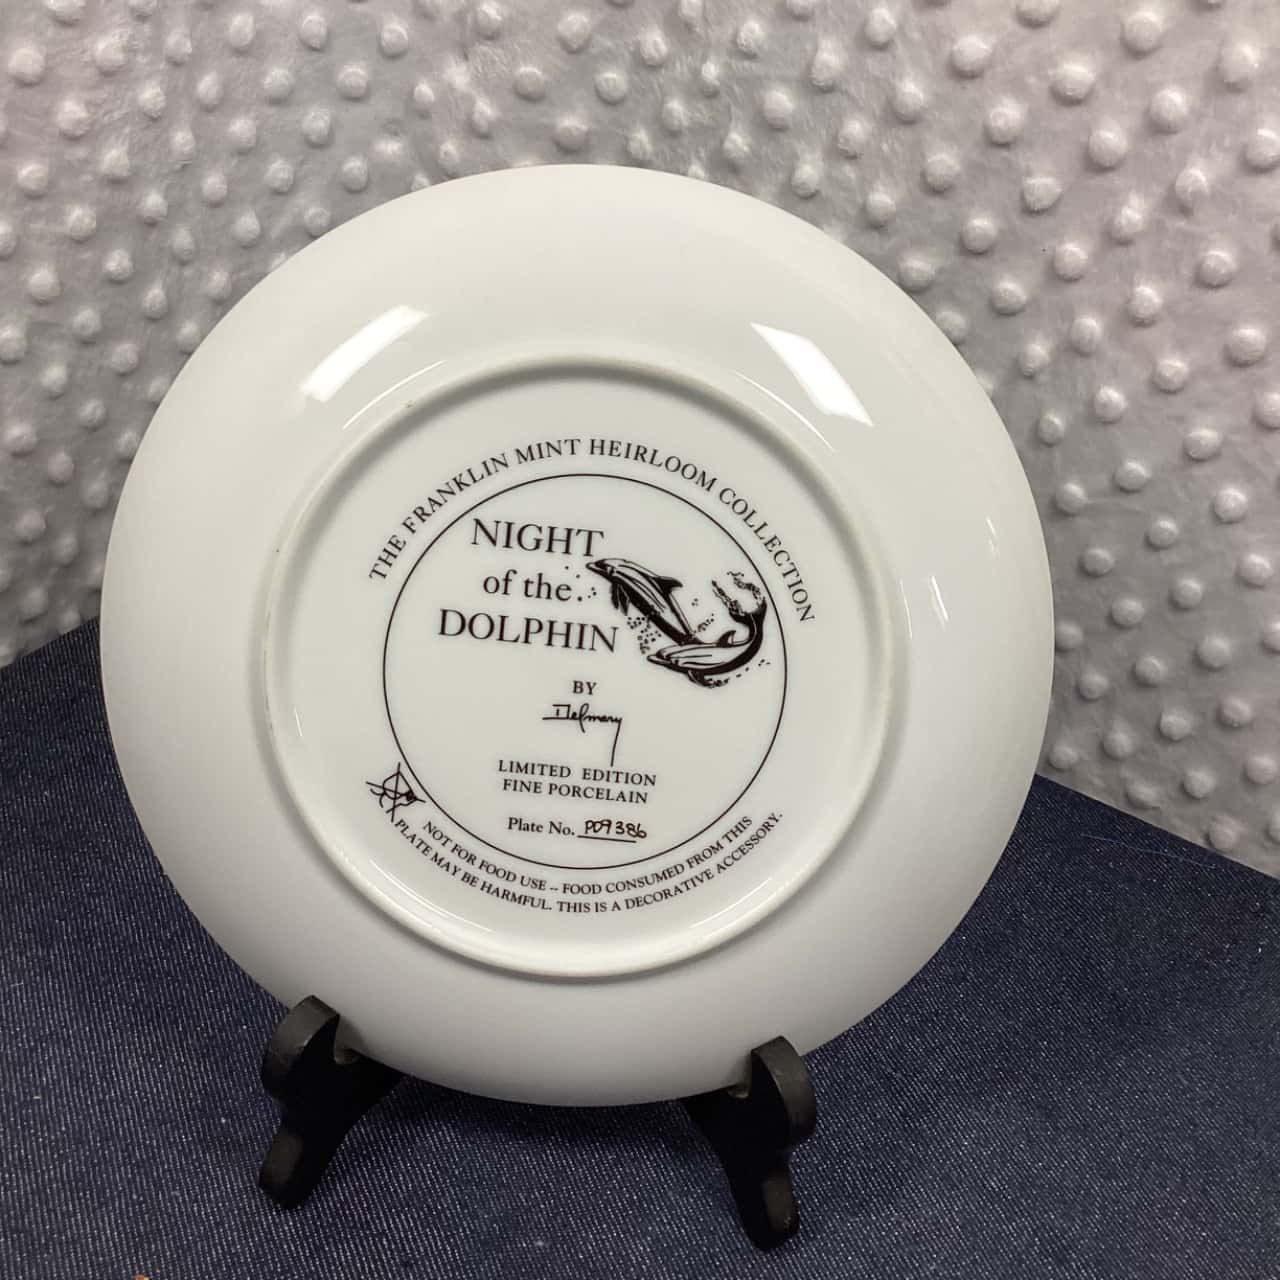 THE FRANKLIN MINT HEIRLOOM COLLECTION
NIGHT
of the
DOLPHIN
BY
Delmary
LIMITED EDITION
FINE PORCELAIN
Plate No. PD9386
NOT FOR FOOD USE -- FOOD CONSUMED FROM THIS
PLATE MAY BE HARMFUL. THIS IS A DECORATIVE ACCESSORY.